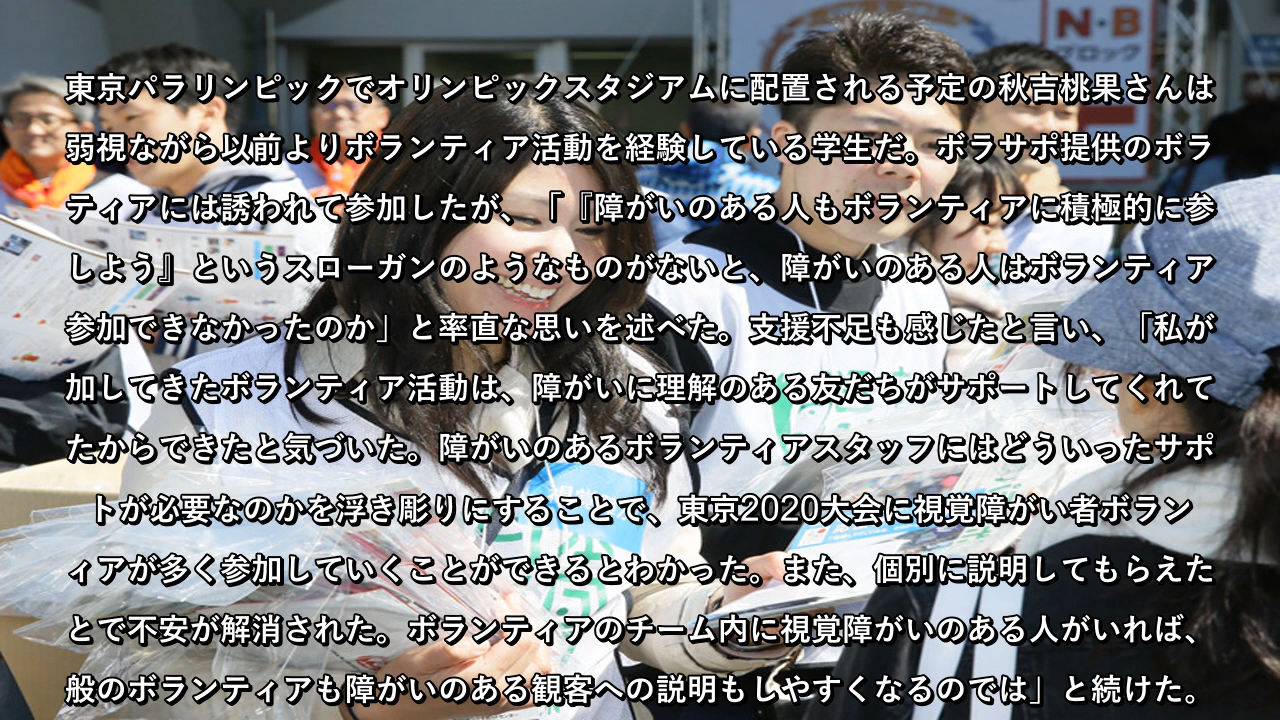 N・B
ブロック
東京パラリンピックでオリンピックスタジアムに配置される予定の秋吉桃果さんは
弱視ながら以前よりボランティア活動を経験している学生だ。ボラサポ提供のボラ
ティアには誘われて参加したが、「『障がいのある人もボランティアに積極的に参
しよう』というスローガンのようなものがないと、障がいのある人はボランティア
参加できなかったのか」と率直な思いを述べた。支援不足も感じたと言い、「私が
加してきたボランティア活動は、障がいに理解のある友だちがサポートしてくれて
たからできたと気づいた。障がいのあるボランティアスタッフにはどういったサポ
トが必要なのかを浮き彫りにすることで、東京2020大会に視覚障がい者ボラン
ィアが多く参加していくことができるとわかった。また、個別に説明してもらえた
とで不安が解消された。ボランティアのチーム内に視覚障がいのある人がいれば、
般のボランティアも障がいのある観客への説明もしやすくなるのでは」と続けた。